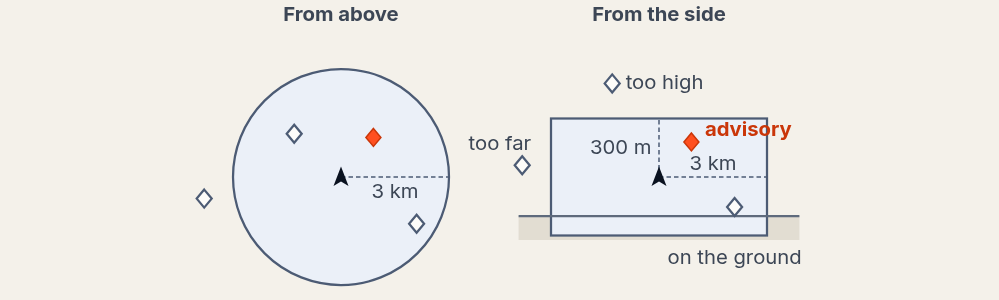 From above
From the side
too high
advisory
too far
300 m
3 km
3 km
on the ground